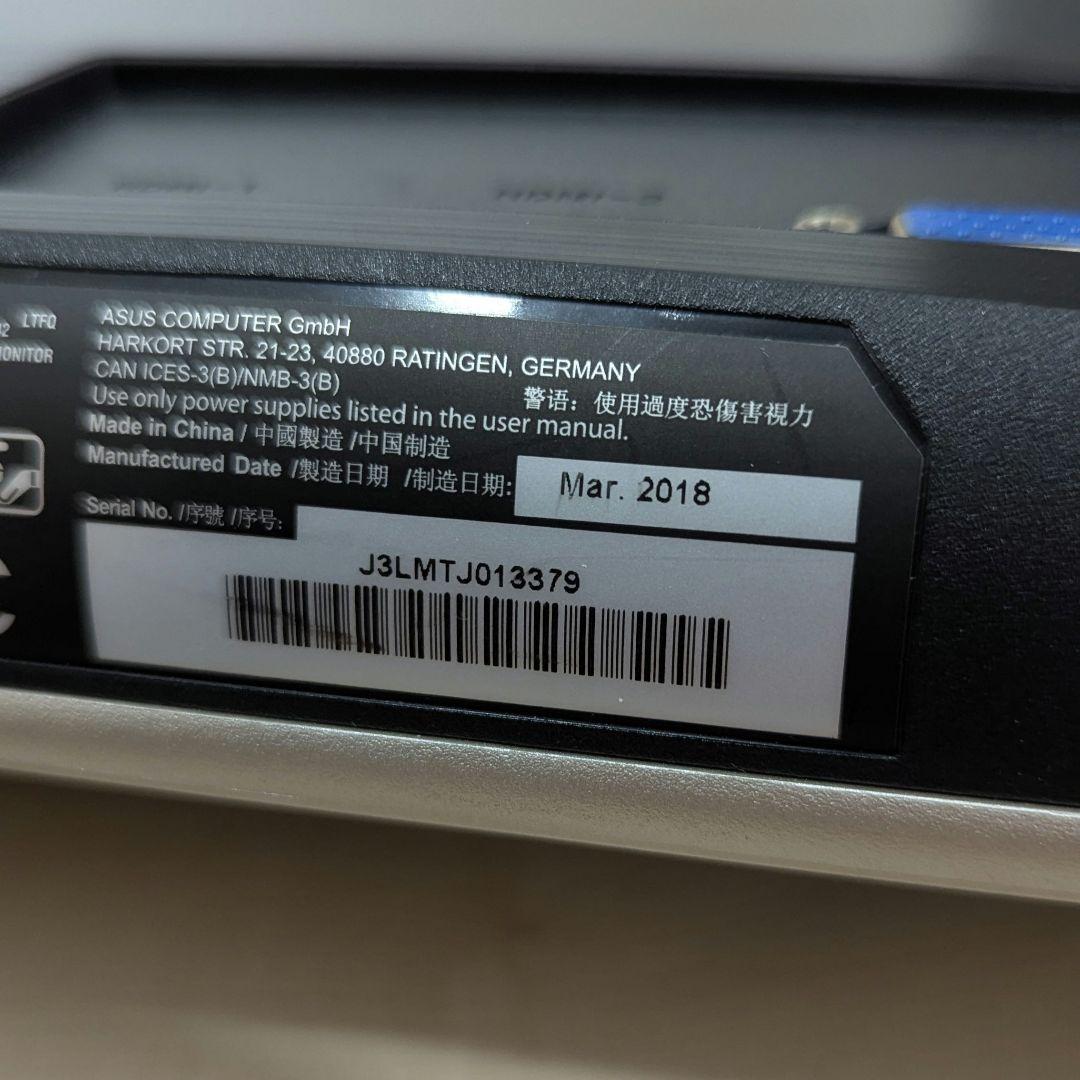 LTFQ
MONITOR
ASUS COMPUTER GmbH
HARKORT STR. 21-23, 40880 RATINGEN, GERMANY
CAN ICES-3(B)/NMB-3(B)
警语: 使用過度恐傷害視力
Use only power supplies listed in the user manual.
Made in China / 中國製造 /中国制造
Manufactured Date /製造日期 /制造日期:
Mar. 2018
Serial No. /序號 /序号:
J3LMTJ013379